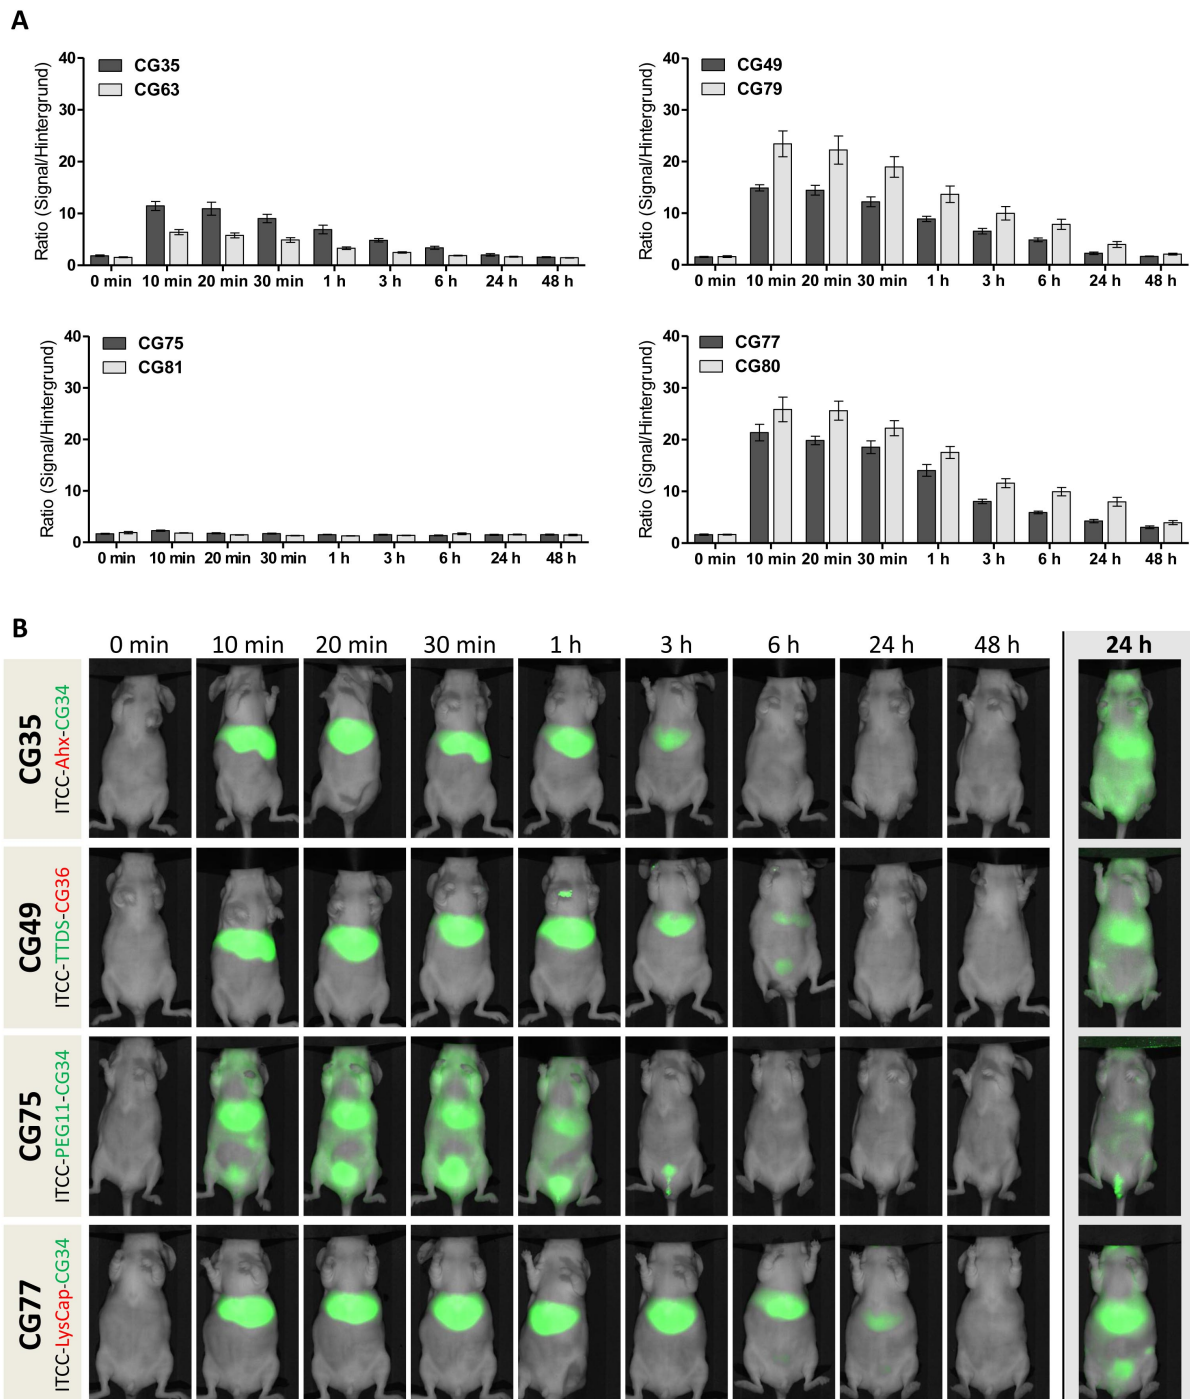 A
40
30
20
10
0
Ratio (Signal/Hintergrund)
CG35
CG63
0 min 10 min 20 min 30 min 1 h 3 h 6 h 24 h 48 h
40
30
20
10
0
Ratio (Signal/Hintergrund)
CG49
CG79
0 min 10 min 20 min 30 min 1 h 3 h 6 h 24 h 48 h
40
30
20
10
0
Ratio (Signal/Hintergrund)
CG75
CG81
0 min 10 min 20 min 30 min 1 h 3 h 6 h 24 h 48 h
40
30
20
10
0
Ratio (Signal/Hintergrund)
CG77
CG80
0 min 10 min 20 min 30 min 1 h 3 h 6 h 24 h 48 h
B
0 min 10 min 20 min 30 min 1 h 3 h 6 h 24 h 48 h 24 h
CG35
ITCC-Ahx-CG34
CG49
ITCC-TTDS-CG36
CG75
ITCC-PEG11-CG34
CG77
ITCC-LysCap-CG34